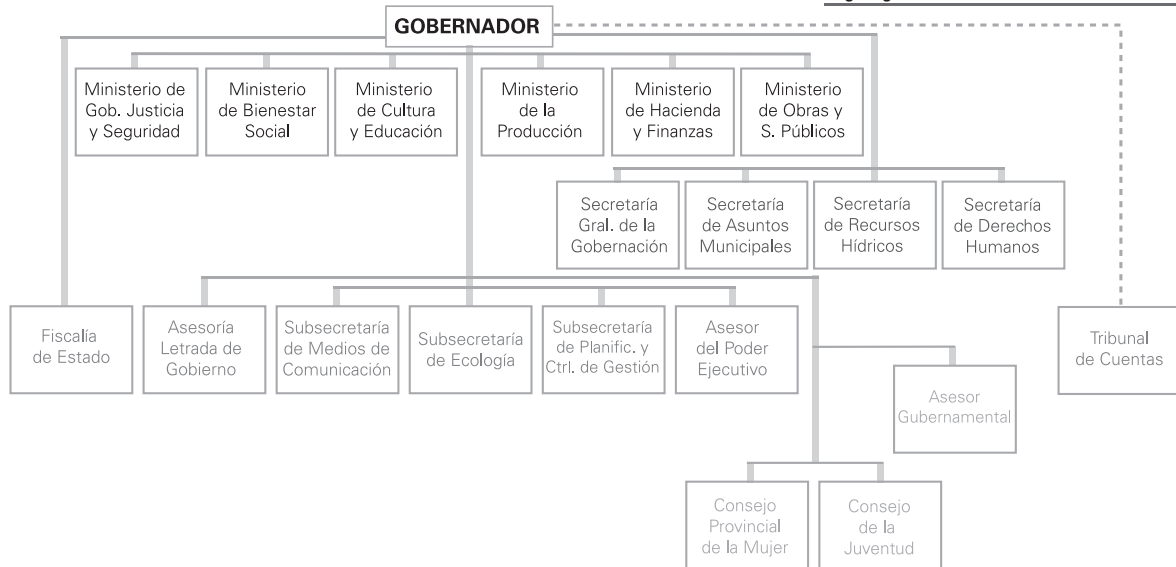 GOBERNADOR
Ministerio de
Gob. Justicia
y Seguridad
Ministerio
de Bienestar
Social
Ministerio
de Cultura
y Educación
Ministerio
de la
Producción
Ministerio
de Hacienda
y Finanzas
Ministerio
de Obras y
S. Públicos
Secretaría
Gral. de la
Gobernación
Secretaría
de Asuntos
Municipales
Secretaría
de Recursos
Hídricos
Secretaría
de Derechos
Humanos
Fiscalía
de Estado
Asesoría
Letrada de
Gobierno
Subsecretaría
de Medios de
Comunicación
Subsecretaría
de Ecología
Subsecretaría
de Planific. y
Ctrl. de Gestión
Asesor
del Poder
Ejecutivo
Tribunal
de Cuentas
Asesor
Gubernamental
Consejo
Provincial
de la Mujer
Consejo
de la
Juventud